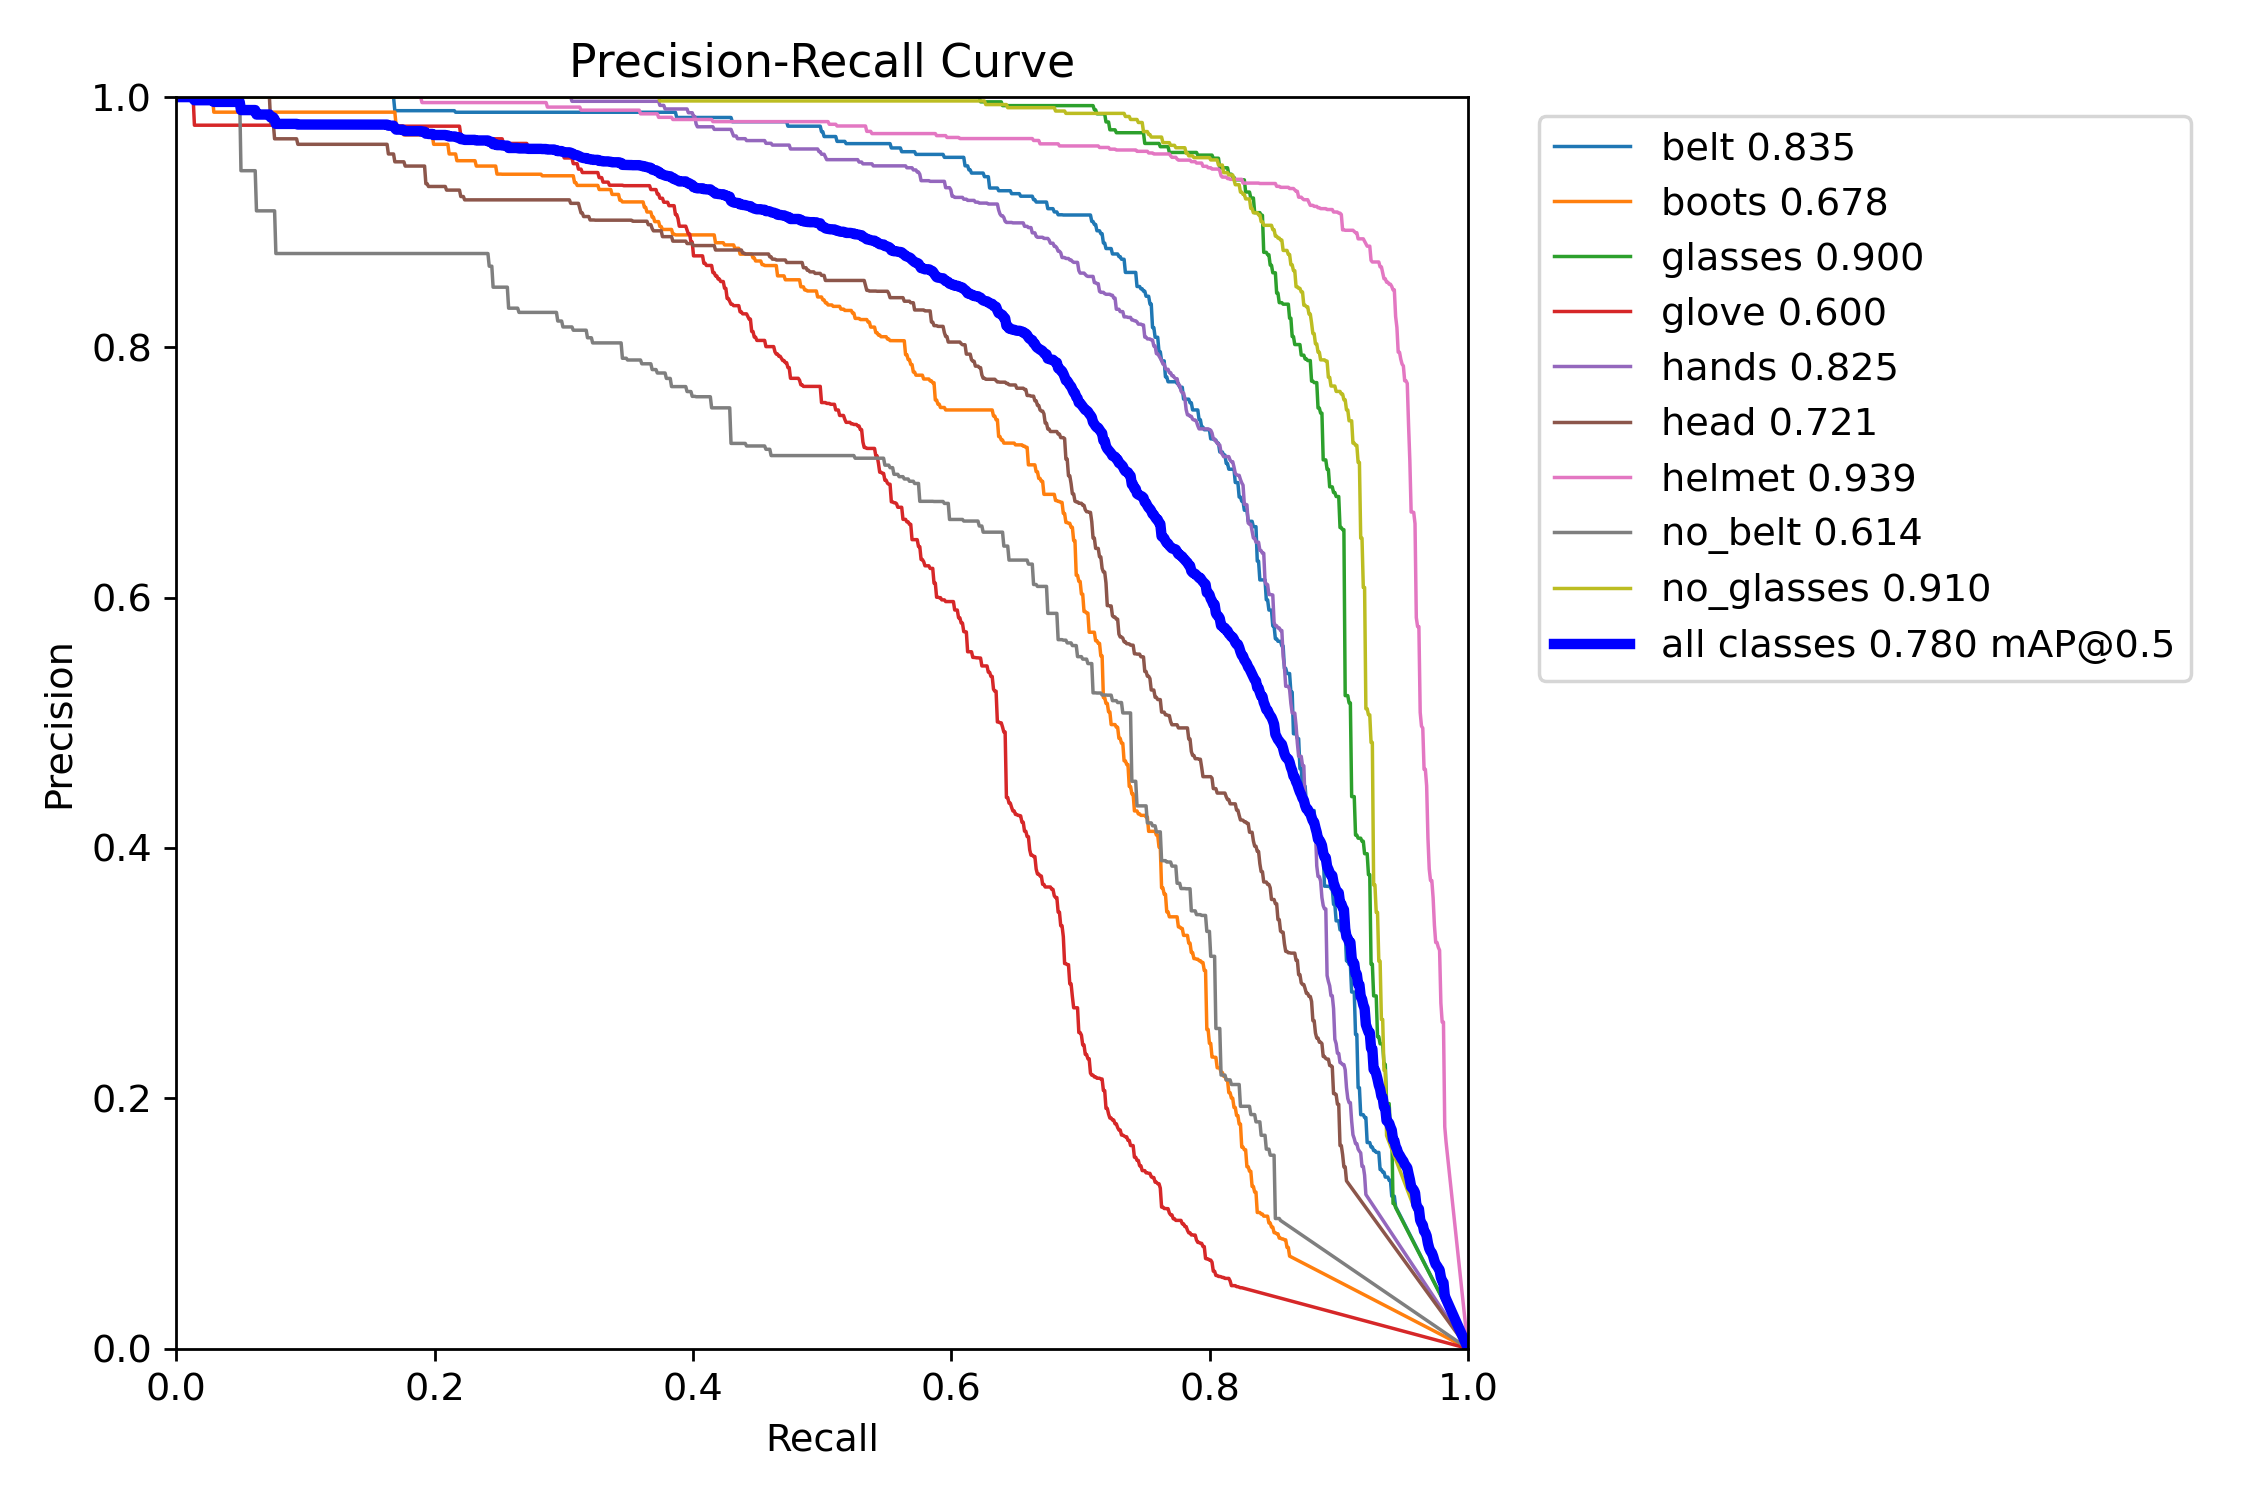 Precision-Recall Curve
1.0
0.8
0.6
0.4
0.2
0.0
Precision
0.0 0.2 0.4 0.6 0.8 1.0
Recall
belt 0.835
boots 0.678
glasses 0.900
glove 0.600
hands 0.825
head 0.721
helmet 0.939
no_belt 0.614
no_glasses 0.910
all classes 0.780 mAP@0.5